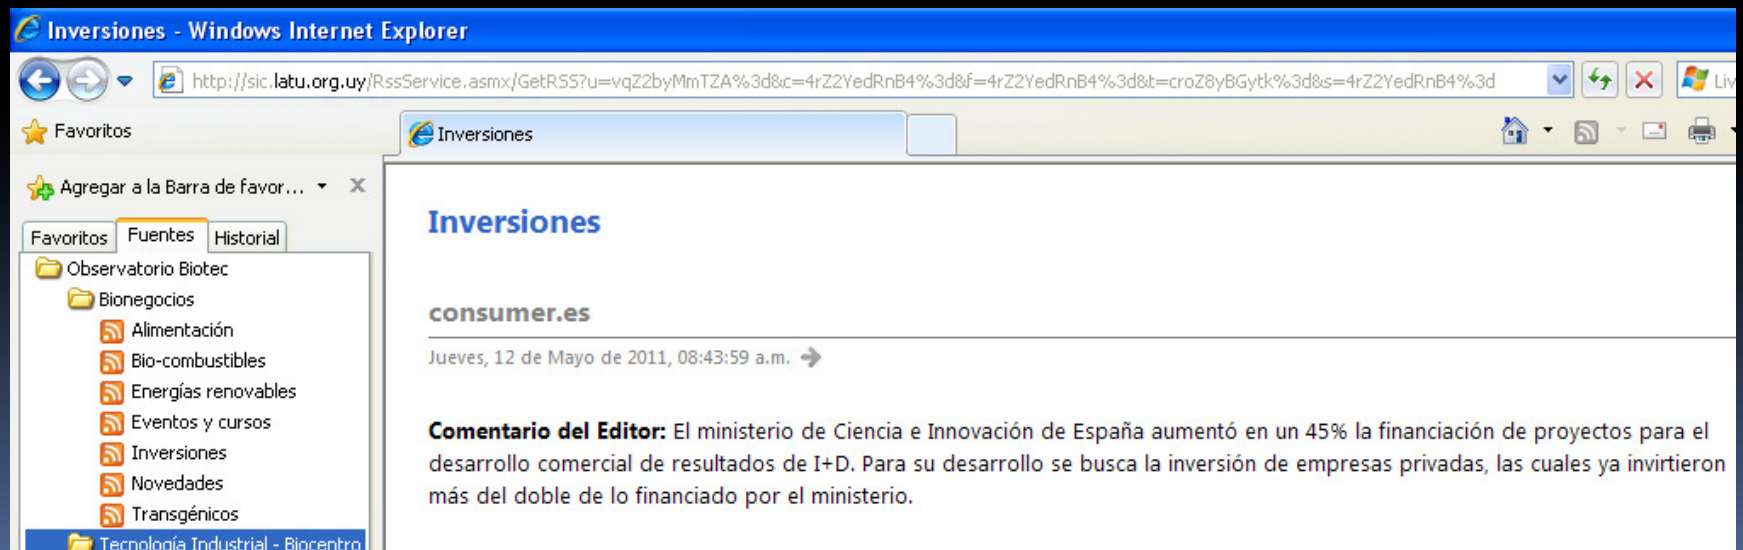 Inversiones - Windows Internet Explorer
http://sic.latu.org.uy/RssService.asmx/GetRSS?u=vqZ2byMmTZA%3d&c=4rZ2YedRnB4%3d&f=4rZ2YedRnB4%3d&t=croZ8yBGytk%3d&s=4rZ2YedRnB4%3d
Liv
Favoritos
Inversiones
Agregar a la Barra de favor...
Favoritos Fuentes Historial
Observatorio Biotec
Bionegocios
Alimentación
Bio-combustibles
Energías renovables
Eventos y cursos
Inversiones
Novedades
Transgénicos
Tecnología Industrial - Biocentro
Inversiones
consumer.es
Jueves, 12 de Mayo de 2011, 08:43:59 a.m.
Comentario del Editor: El ministerio de Ciencia e Innovación de España aumentó en un 45% la financiación de proyectos para el
desarrollo comercial de resultados de I+D. Para su desarrollo se busca la inversión de empresas privadas, las cuales ya invirtieron
más del doble de lo financiado por el ministerio.